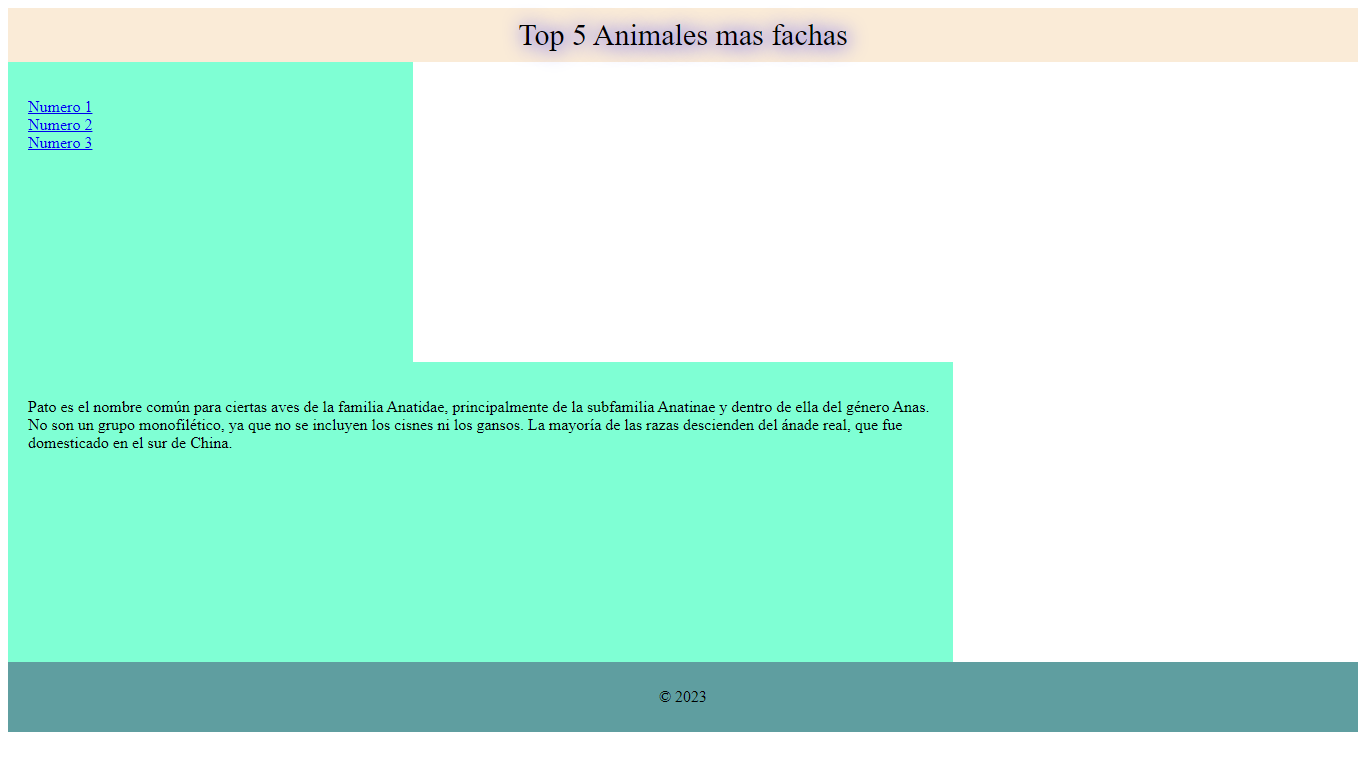 Top 5 Animales mas fachas
Numero 1
Numero 2
Numero 3
Pato es el nombre común para ciertas aves de la familia Anatidae, principalmente de la subfamilia Anatinae y dentro de ella del género Anas.
No son un grupo monofilético, ya que no se incluyen los cisnes ni los gansos. La mayoría de las razas descienden del ánade real, que fue
domesticado en el sur de China.
© 2023